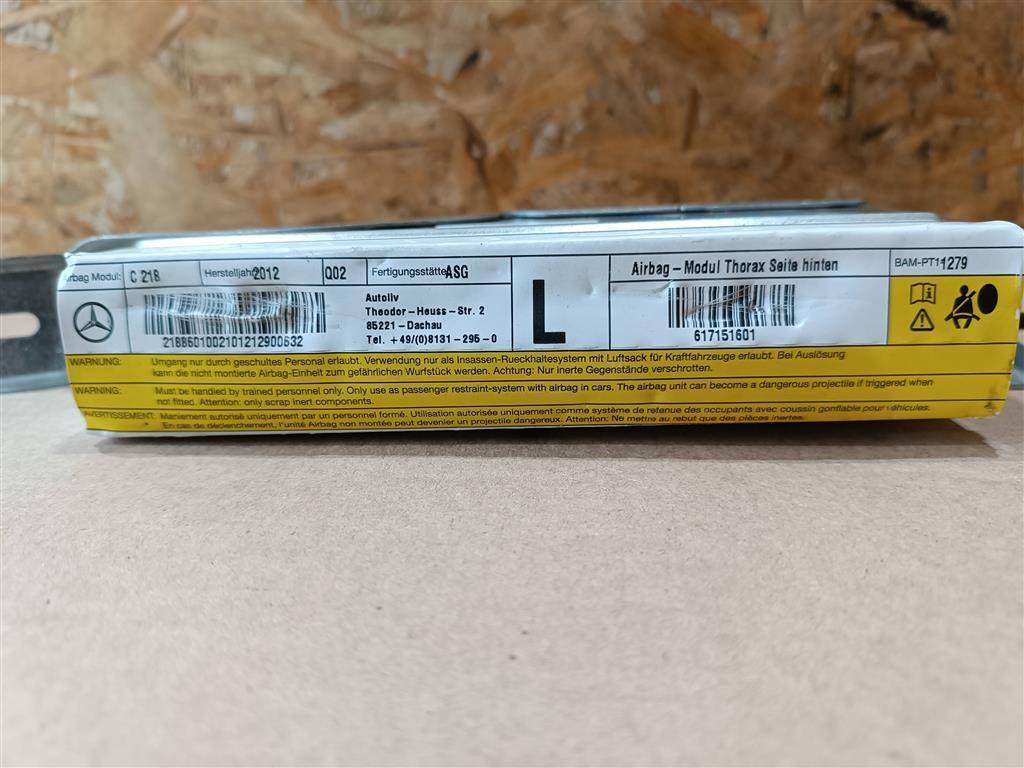 rbag Modul: C 218 Herstelljah 2012 Q02 Fertigungsstätte ASG
2188601002101212900632
Autoliv
Theodor-Heuss-Str. 2
85221-Dachau
Tel. +49/(0)8131-295-0
L
Airbag-Modul Thorax Seite hinten
617151601
BAM-PT11279
WARNUNG: Umgang nur durch geschultes Personal erlaubt. Verwendung nur als Insassen-Rueckhaltesystem mit Luftsack für Kraftfahrzeuge erlaubt. Bei Auslösung
kann die nicht montierte Airbag-Einheit zum gefährlichen Wurfstück werden. Achtung: Nur inerte Gegenstände verschrotten.
WARNING: Must be handled by trained personnel only. Only use as passenger restraint-system with airbag in cars. The airbag unit can become a dangerous projectile if triggered when
not fitted. Attention: only scrap inert components.
AVERTISSEMENT: Maniement autorisé uniquement par un personnel formé. Utilisation autorisée uniquement comme système de retenue des occupants avec coussin gonflable pour véhicules.
En cas de déclenchement, l'unité Airbag non montée peut devenir un projectile dangereux. Attention: Ne mettre au rebut que des pièces inertes.